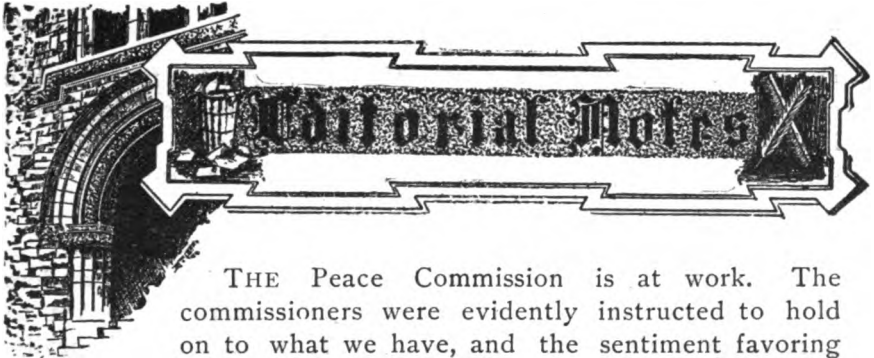 Editorial Notes
THE Peace Commission is at work. The
commissioners were evidently instructed to hold
on to what we have, and the sentiment favoring